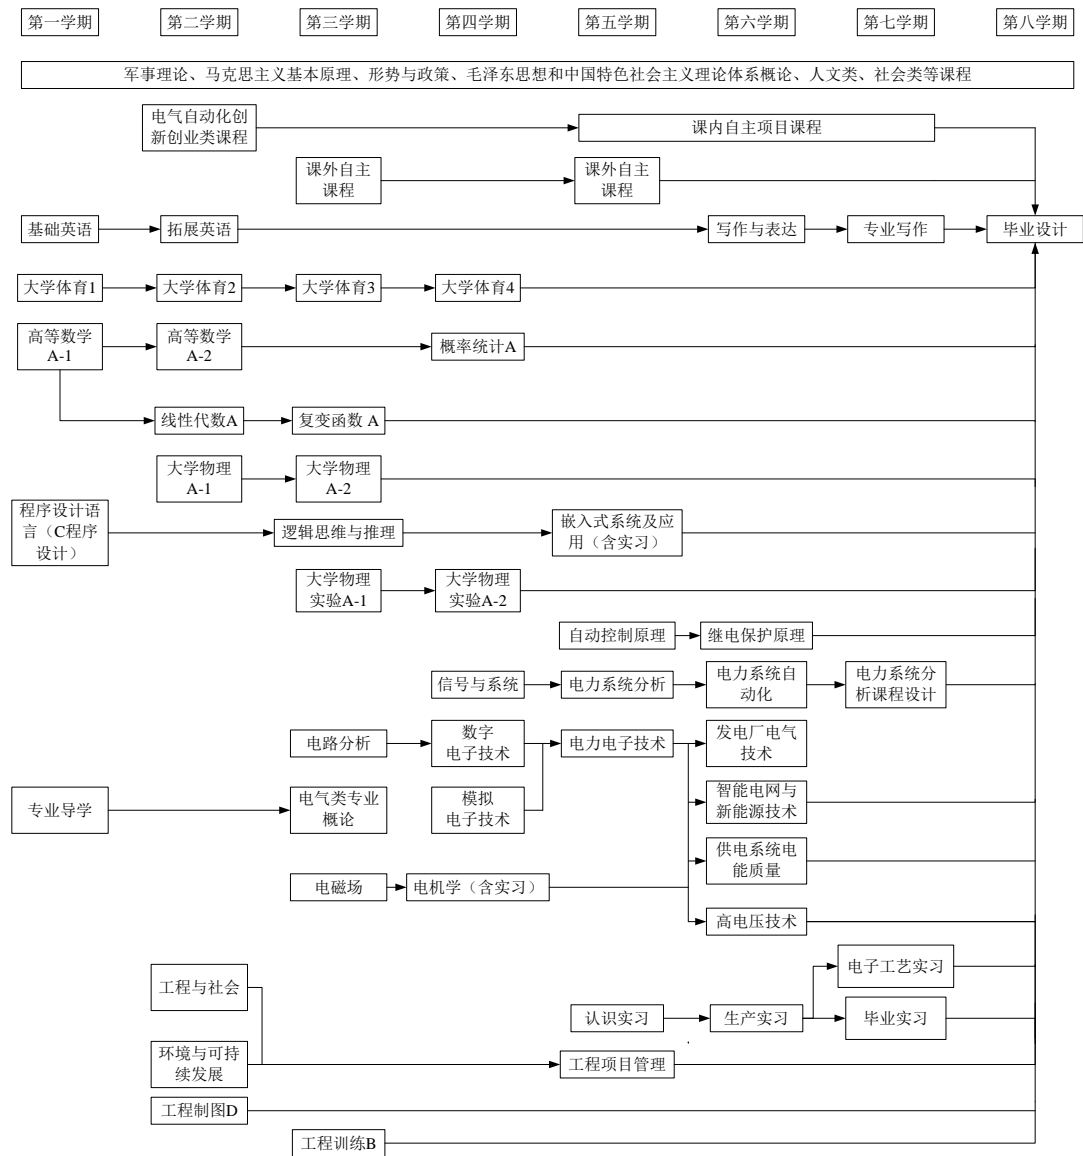 第一学期
第二学期
第三学期
第四学期
第五学期
第六学期
第七学期
第八学期
军事理论、马克思主义基本原理、形势与政策、毛泽东思想和中国特色社会主义理论体系概论、人文类、社会类等课程
电气自动化创
新创业类课程
课内自主项目课程
课外自主
课程
课外自主
课程
基础英语
拓展英语
写作与表达
专业写作
毕业设计
大学体育1
大学体育2
大学体育3
大学体育4
高等数学
A-1
高等数学
A-2
概率统计A
线性代数A
复变函数 A
大学物理
A-1
大学物理
A-2
程序设计语
言（C程序
设计）
逻辑思维与推理
嵌入式系统及应
用（含实习）
大学物理
实验A-1
大学物理
实验A-2
自动控制原理
继电保护原理
信号与系统
电力系统分析
电力系统自
动化
电力系统分
析课程设计
电路分析
数字
电子技术
电力电子技术
发电厂电气
技术
专业导学
电气类专业
概论
模拟
电子技术
智能电网与
新能源技术
供电系统电
能质量
电磁场
电机学（含实习）
高电压技术
工程与社会
电子工艺实习
认识实习
生产实习
毕业实习
环境与可持
续发展
工程项目管理
工程制图D
工程训练B